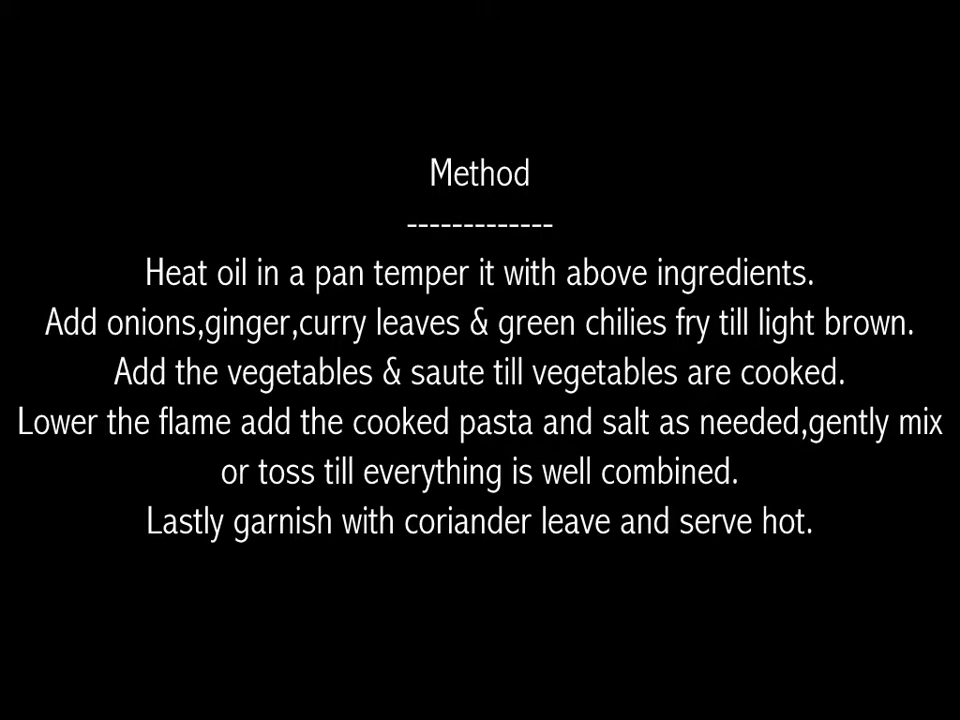 Method
-------------
Heat oil in a pan temper it with above ingredients.
Add onions,ginger,curry leaves & green chilies fry till light brown.
Add the vegetables & saute till vegetables are cooked.
Lower the flame add the cooked pasta and salt as needed,gently mix
or toss till everything is well combined.
Lastly garnish with coriander leave and serve hot.